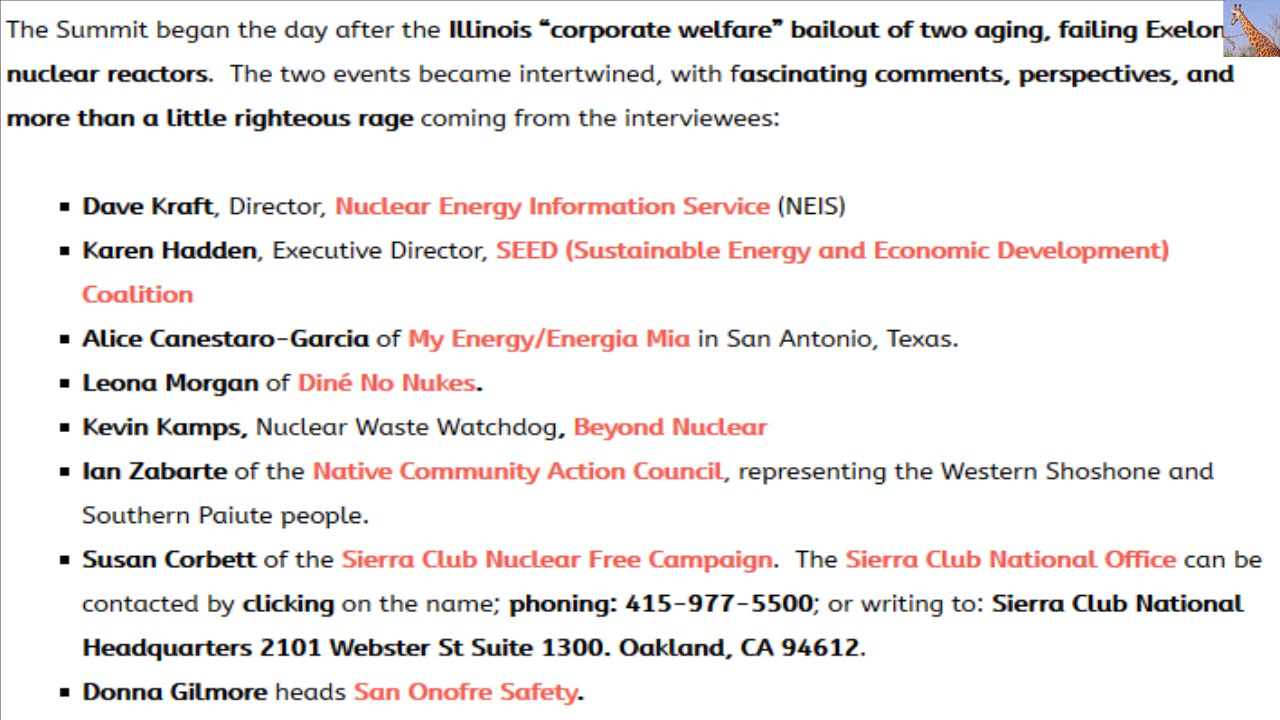 The Summit began the day after the Illinois “corporate welfare” bailout of two aging, failing Exelon
nuclear reactors.  The two events became intertwined, with fascinating comments, perspectives, and
more than a little righteous rage coming from the interviewees:
▪ Dave Kraft, Director, Nuclear Energy Information Service (NEIS)
▪ Karen Hadden, Executive Director, SEED (Sustainable Energy and Economic Development)
Coalition
▪ Alice Canestaro-Garcia of My Energy/Energia Mia in San Antonio, Texas.
▪ Leona Morgan of Diné No Nukes.
▪ Kevin Kamps, Nuclear Waste Watchdog, Beyond Nuclear
▪ Ian Zabarte of the Native Community Action Council, representing the Western Shoshone and
Southern Paiute people.
▪ Susan Corbett of the Sierra Club Nuclear Free Campaign.  The Sierra Club National Office can be
contacted by clicking on the name; phoning: 415-977-5500; or writing to: Sierra Club National
Headquarters 2101 Webster St Suite 1300. Oakland, CA 94612.
▪ Donna Gilmore heads San Onofre Safety.